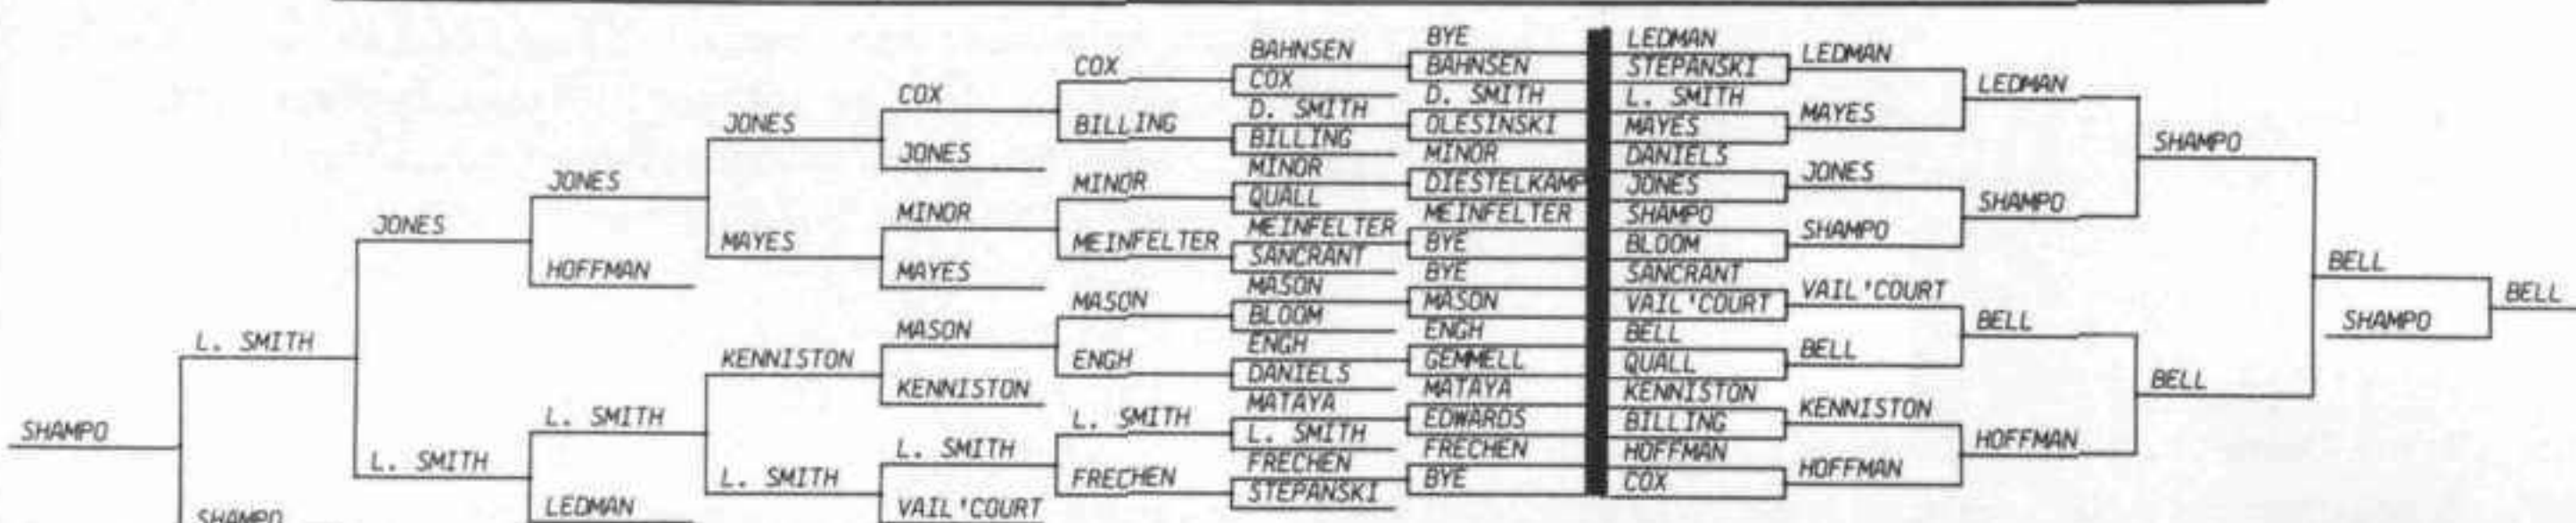 SHAMPO
L. SMITH
SHAMPO
JONES
L. SMITH
JONES
HOFFMAN
L. SMITH
LEDMAN
JONES
MAYES
KENNISTON
L. SMITH
COX
JONES
MINOR
MAYES
MASON
KENNISTON
L. SMITH
VAIL'COURT
COX
BILLING
MINOR
MEINFELTER
MASON
ENGH
L. SMITH
FRECHEN
BAHNSEN
COX
D. SMITH
BILLING
MINOR
QUALL
MEINFELTER
SANCRANT
MASON
BLOOM
ENGH
DANIELS
MATAYA
L. SMITH
FRECHEN
STEPANSKI
BYE
BAHNSEN
D. SMITH
OLESINSKI
MINOR
DIESTELKAMP
MEINFELTER
BYE
BYE
MASON
ENGH
GEMMELL
MATAYA
EDWARDS
FRECHEN
BYE
LEDMAN
STEPANSKI
L. SMITH
MAYES
DANIELS
JONES
SHAMPO
BLOOM
SANCRANT
VAIL'COURT
BELL
QUALL
KENNISTON
BILLING
HOFFMAN
COX
LEDMAN
MAYES
JONES
SHAMPO
VAIL'COURT
BELL
KENNISTON
HOFFMAN
LEDMAN
SHAMPO
BELL
HOFFMAN
SHAMPO
BELL
BELL
SHAMPO
BELL